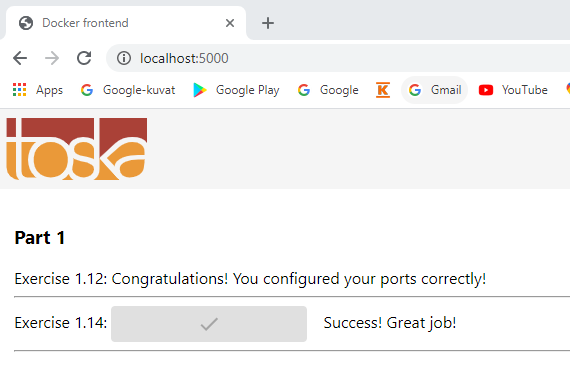 Docker frontend
localhost:5000
Apps Google-kuvat Google Play Google Gmail YouTube
toska
Part 1
Exercise 1.12: Congratulations! You configured your ports correctly!
Exercise 1.14: Success! Great job!